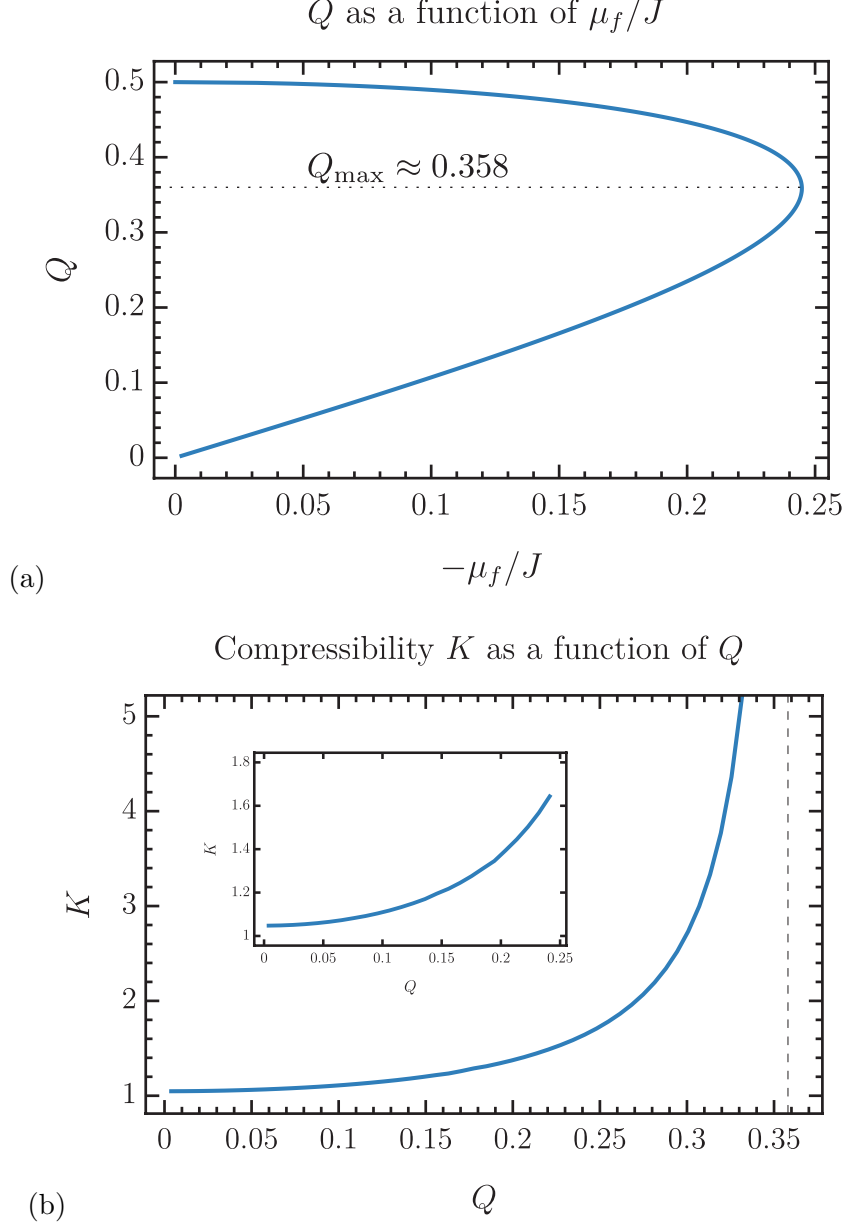 Q as a function of μ_f/J
0.5
0.4
0.3
0.2
0.1
0
Q_max ≈ 0.358
Q
0 0.05 0.1 0.15 0.2 0.25
−μ_f/J
(a)
Compressibility K as a function of Q
5
4
3
2
1
K
1.8
1.6
1.4
1.2
1
K
0 0.05 0.1 0.15 0.2 0.25
Q
0 0.05 0.1 0.15 0.2 0.25 0.3 0.35
Q
(b)